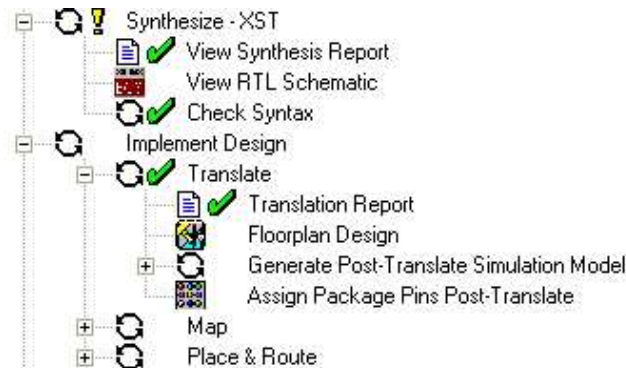 Synthesize - XST
View Synthesis Report
View RTL Schematic
Check Syntax
Implement Design
Translate
Translation Report
Floorplan Design
Generate Post-Translate Simulation Model
Assign Package Pins Post-Translate
Map
Place & Route